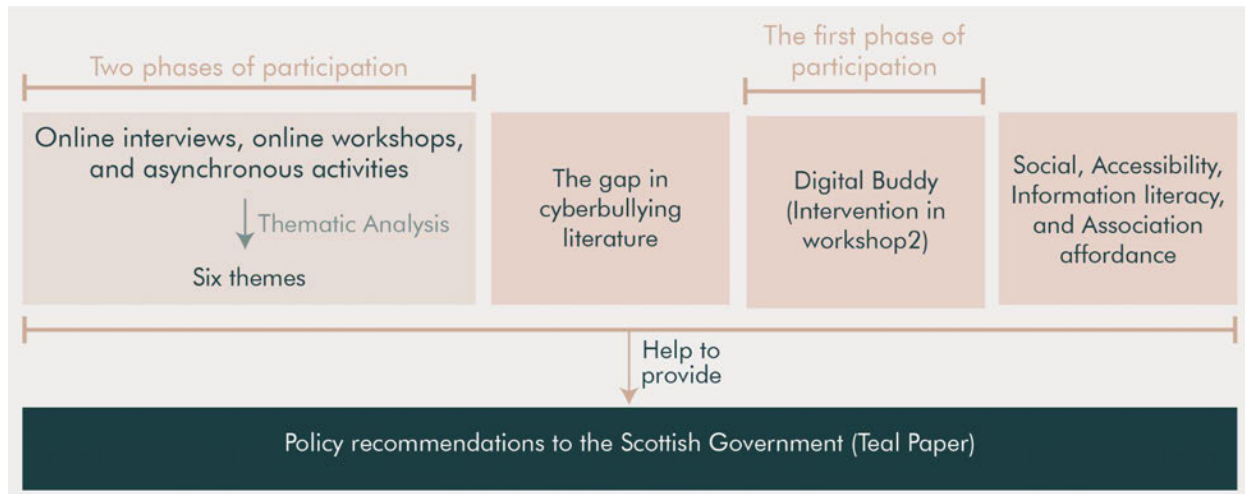 Two phases of participation
The first phase of
participation
Online interviews, online workshops,
and asynchronous activities
Thematic Analysis
Six themes
The gap in
cyberbullying
literature
Digital Buddy
(Intervention in
workshop2)
Social, Accessibility,
Information literacy,
and Association
affordance
Help to
provide
Policy recommendations to the Scottish Government (Teal Paper)